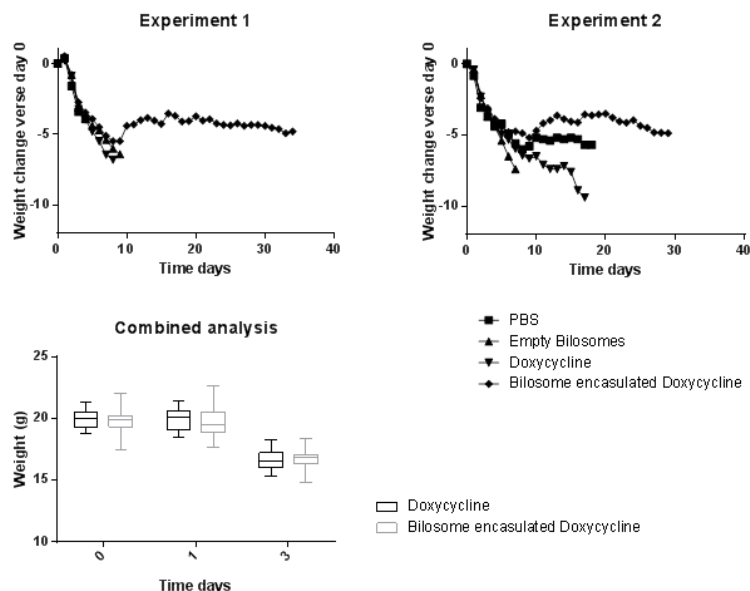 Experiment 1
Weight change verse day 0
0
-5
-10
0 10 20 30 40
Time days
Experiment 2
Weight change verse day 0
0
-5
-10
0 10 20 30 40
Time days
PBS
Empty Bilosomes
Doxycycline
Bilosome encasulated Doxycycline
Combined analysis
Weight (g)
25
20
15
10
0 1 3
Time days
Doxycycline
Bilosome encasulated Doxycycline